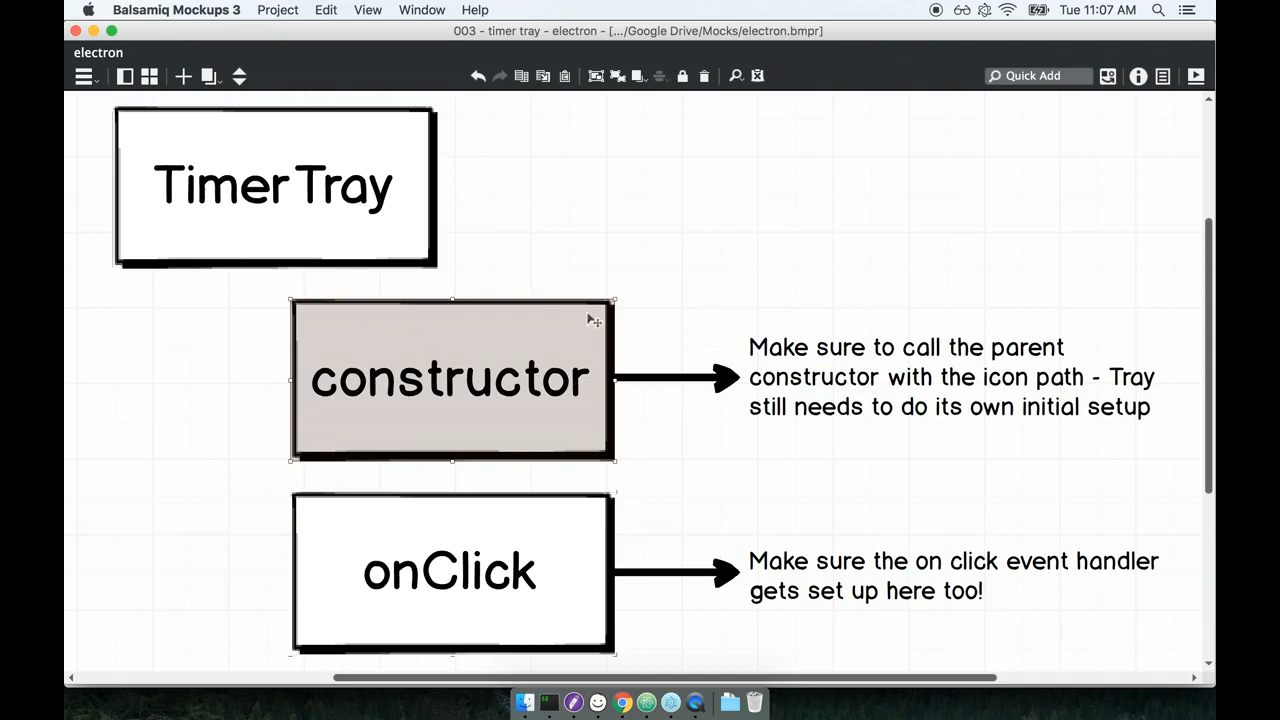 Balsamiq Mockups 3 Project Edit View Window Help Tue 11:07 AM
003 - timer tray - electron - [.../Google Drive/Mocks/electron.bmpr]
electron
Quick Add
Timer Tray
constructor
Make sure to call the parent
constructor with the icon path - Tray
still needs to do its own initial setup
onClick
Make sure the on click event handler
gets set up here too!